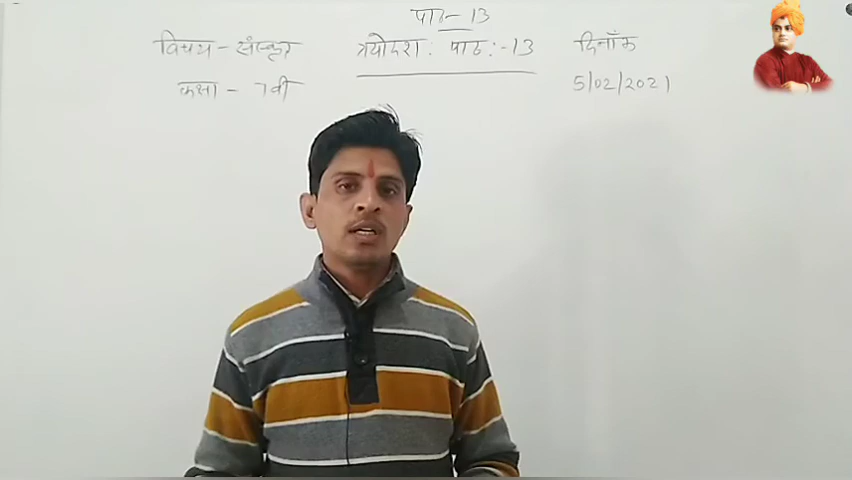 पाठ - 13
विषय - संस्कृत त्रयोदश: पाठ: - 13 दिनाँक
कक्षा - 7वी 5/02/2021